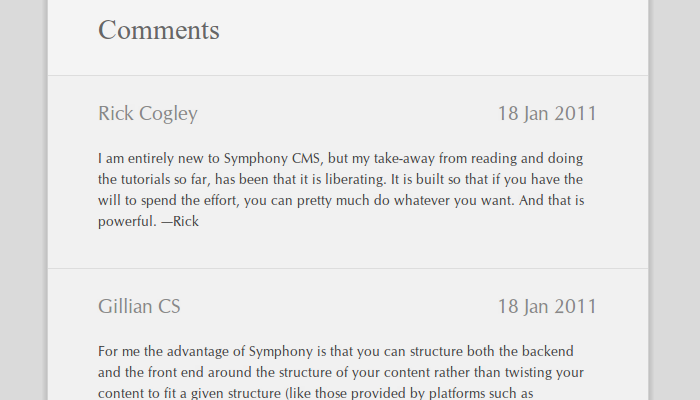 Comments
Rick Cogley 18 Jan 2011
I am entirely new to Symphony CMS, but my take-away from reading and doing
the tutorials so far, has been that it is liberating. It is built so that if you have the
will to spend the effort, you can pretty much do whatever you want. And that is
powerful. —Rick
Gillian CS 18 Jan 2011
For me the advantage of Symphony is that you can structure both the backend
and the front end around the structure of your content rather than twisting your
content to fit a given structure (like those provided by platforms such as